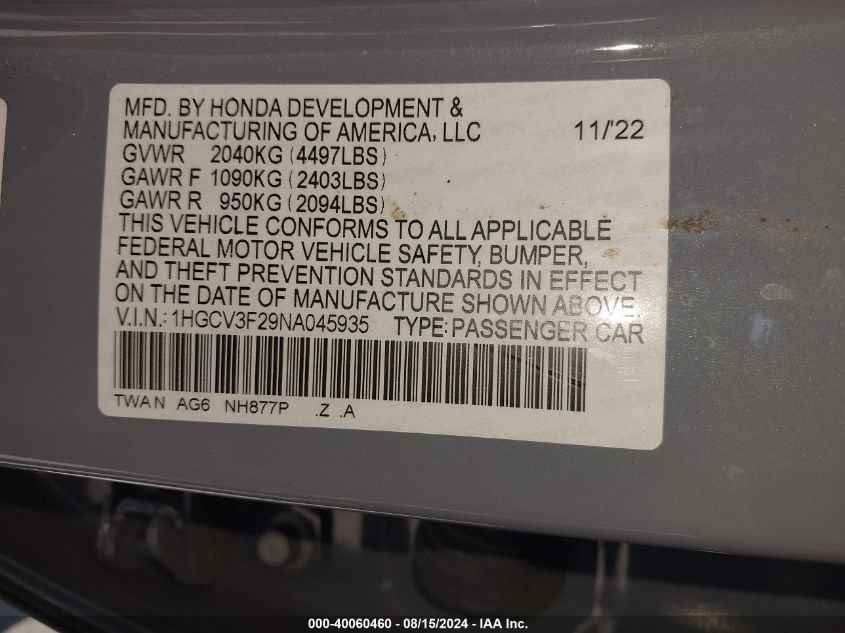 MFD. BY HONDA DEVELOPMENT &
MANUFACTURING OF AMERICA, LLC 11/'22
GVWR 2040KG (4497LBS)
GAWR F 1090KG (2403LBS)
GAWR R 950KG (2094LBS)
THIS VEHICLE CONFORMS TO ALL APPLICABLE
FEDERAL MOTOR VEHICLE SAFETY, BUMPER,
AND THEFT PREVENTION STANDARDS IN EFFECT
ON THE DATE OF MANUFACTURE SHOWN ABOVE.
V.I.N.: 1HGCV3F29NA045935 TYPE: PASSENGER CAR
TWAN AG6 NH877P .Z .A
000-40060460 - 08/15/2024 - IAA Inc.